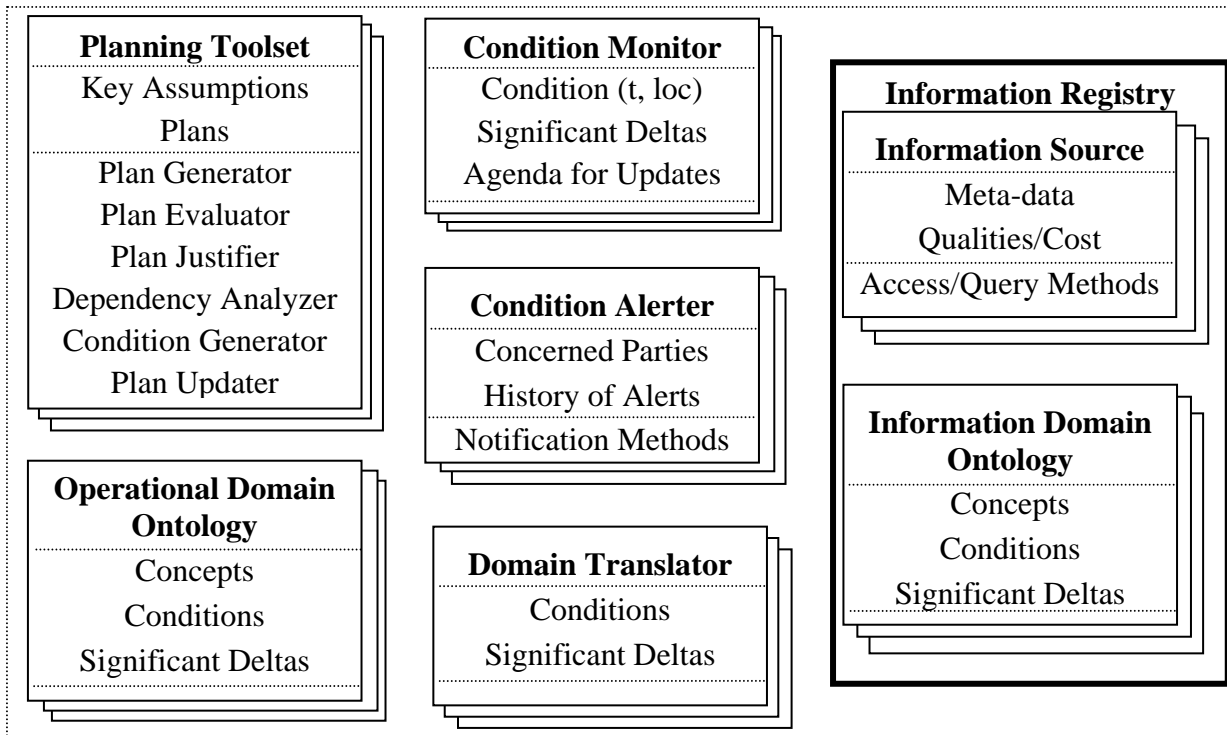 Planning Toolset
Key Assumptions
Plans
Plan Generator
Plan Evaluator
Plan Justifier
Dependency Analyzer
Condition Generator
Plan Updater
Operational Domain
Ontology
Concepts
Conditions
Significant Deltas
Condition Monitor
Condition (t, loc)
Significant Deltas
Agenda for Updates
Condition Alerter
Concerned Parties
History of Alerts
Notification Methods
Domain Translator
Conditions
Significant Deltas
Information Registry
Information Source
Meta-data
Qualities/Cost
Access/Query Methods
Information Domain
Ontology
Concepts
Conditions
Significant Deltas